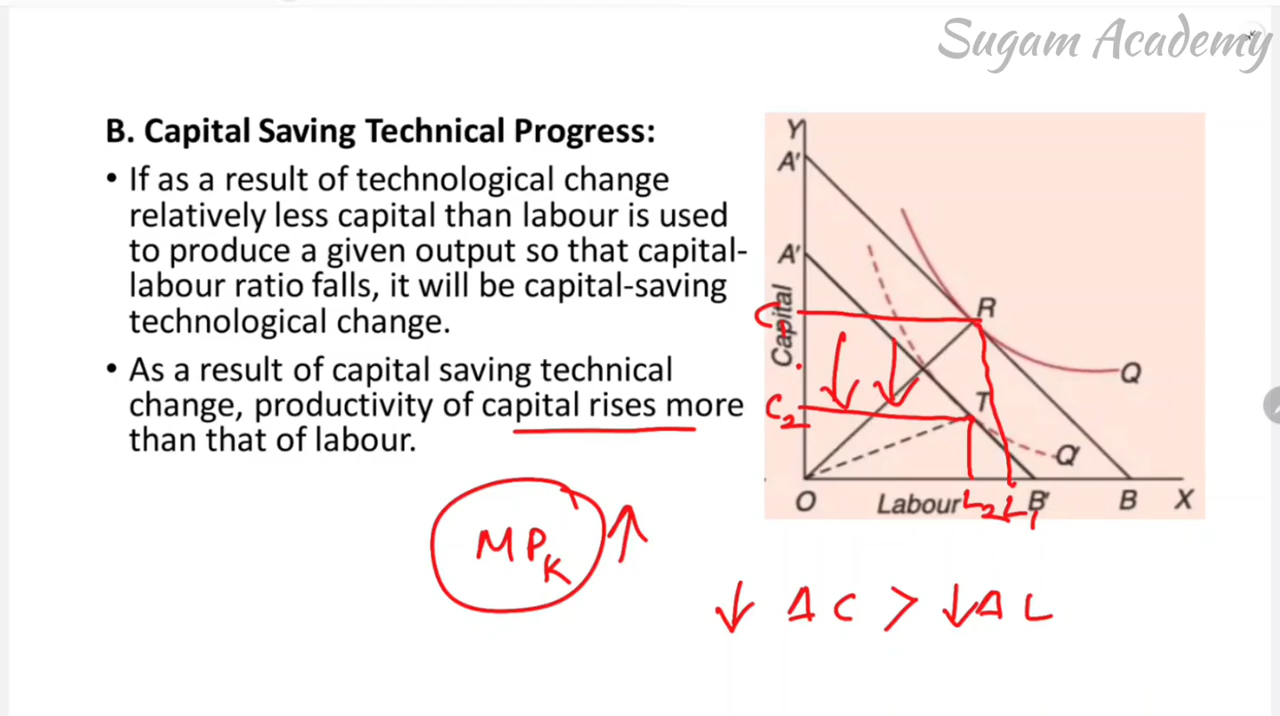 Sugam Academy
B. Capital Saving Technical Progress:
• If as a result of technological change
relatively less capital than labour is used
to produce a given output so that capital-
labour ratio falls, it will be capital-saving
technological change.
• As a result of capital saving technical
change, productivity of capital rises more
than that of labour.
MPK ↑
Y
A'
A'
Capital
C1
R
Q
C2
T
Q'
O
Labour
L2
L1
B'
B
X
↓ Δ C > ↓ Δ L